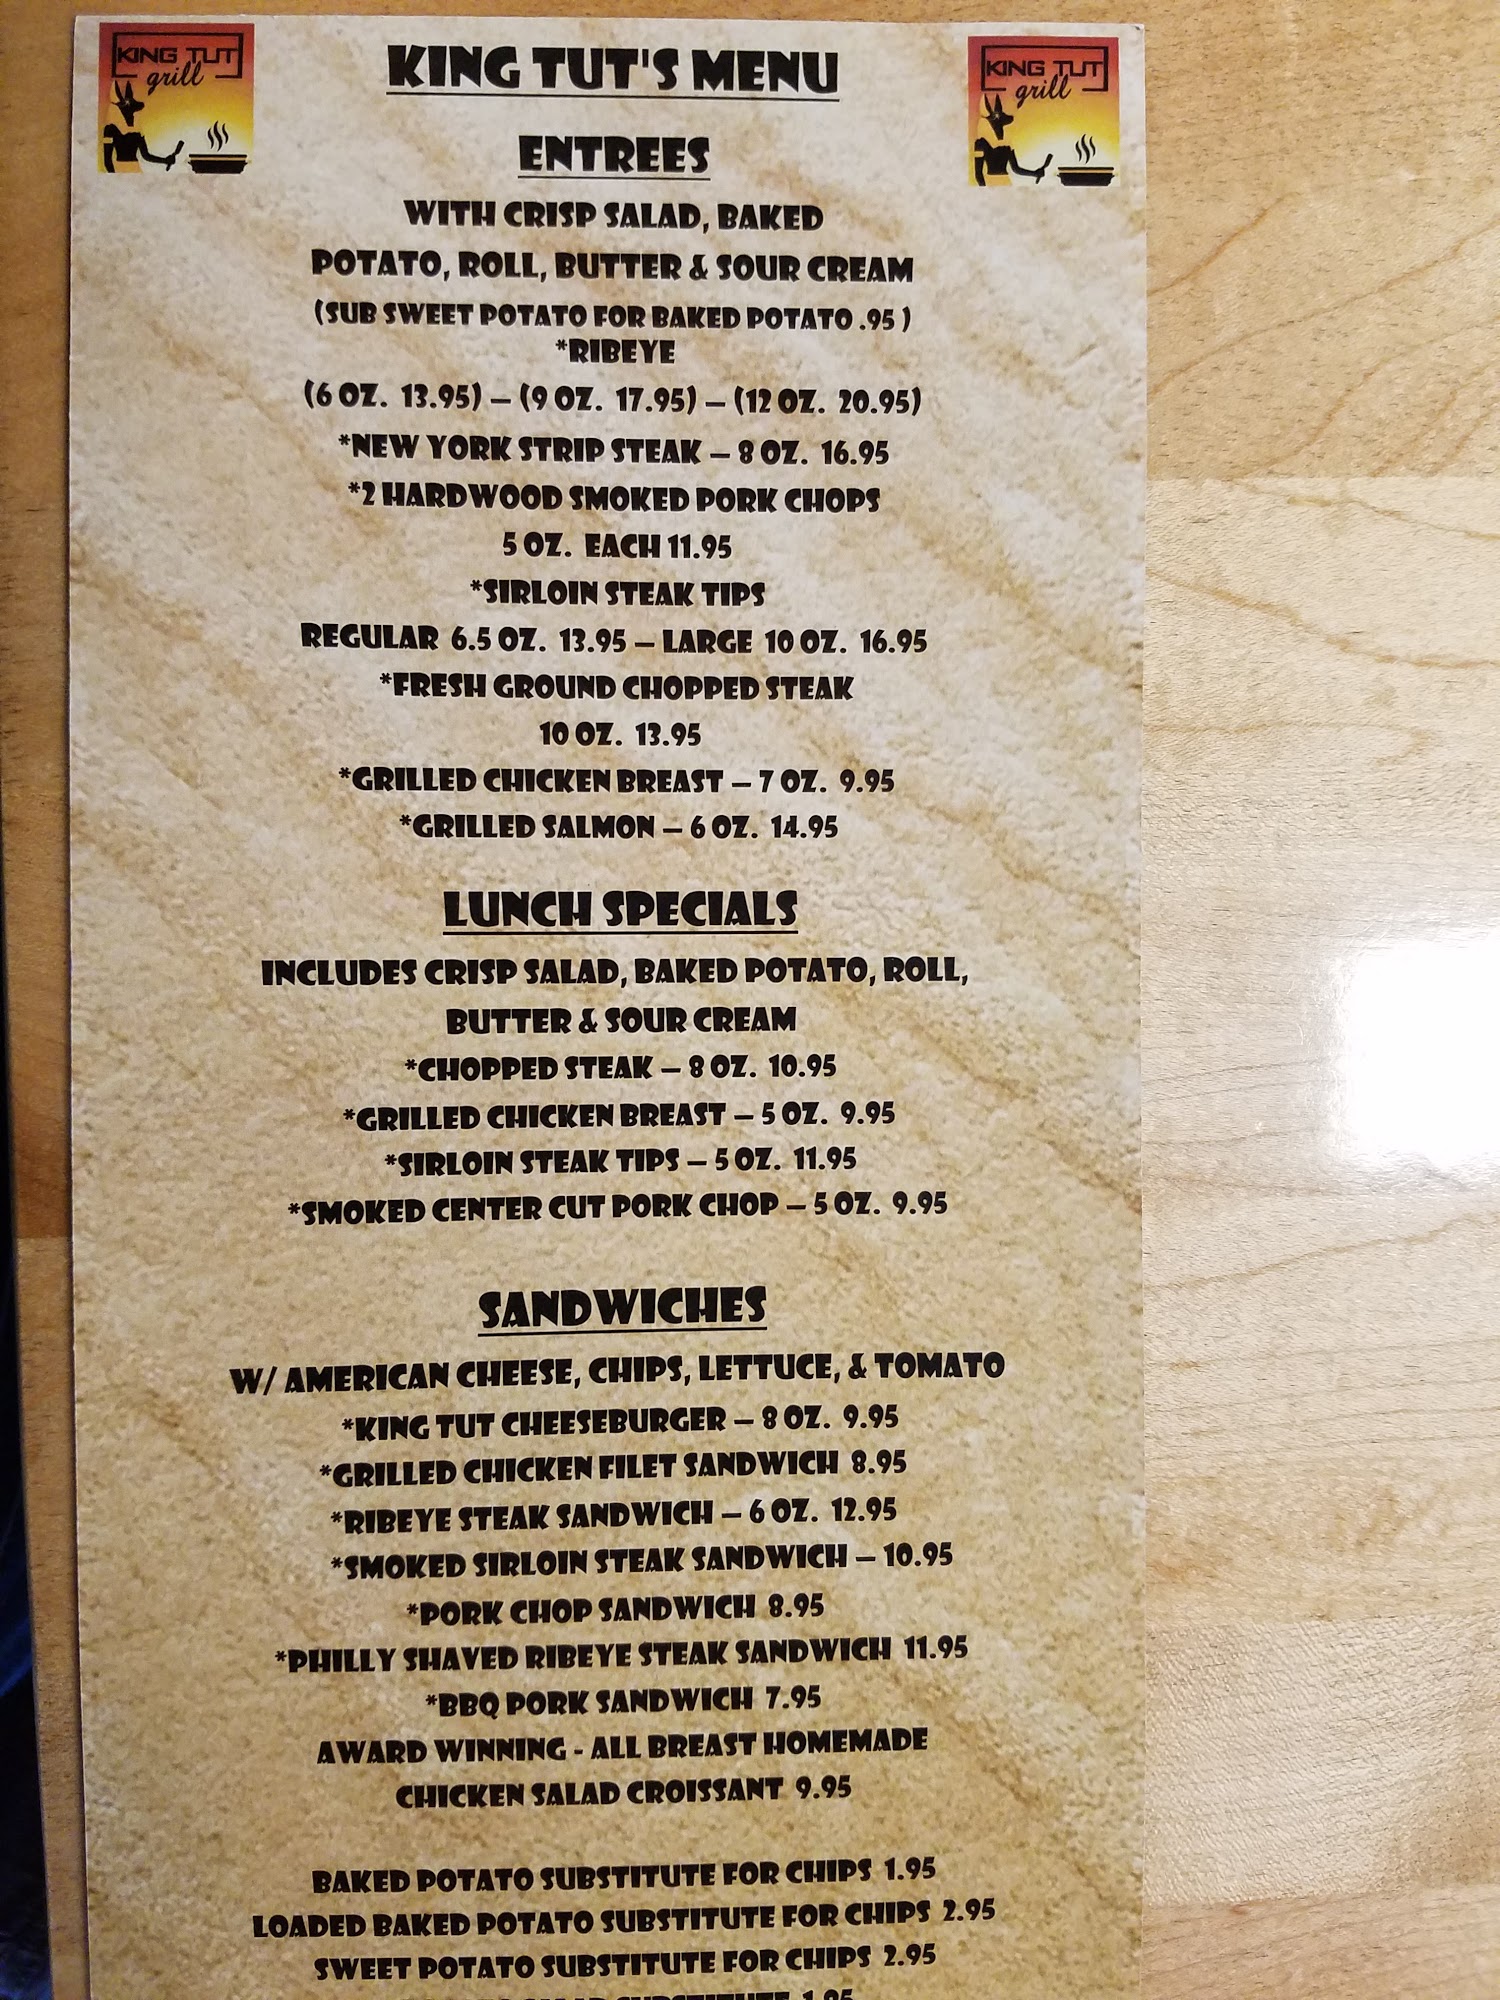 KING TUT
grill
KING TUT'S MENU
KING TUT
grill
ENTREES
WITH CRISP SALAD, BAKED
POTATO, ROLL, BUTTER & SOUR CREAM
(SUB SWEET POTATO FOR BAKED POTATO .95 )
*RIBEYE
(6 OZ. 13.95) – (9 OZ. 17.95) – (12 OZ. 20.95)
*NEW YORK STRIP STEAK – 8 OZ. 16.95
*2 HARDWOOD SMOKED PORK CHOPS
5 OZ. EACH 11.95
*SIRLOIN STEAK TIPS
REGULAR 6.5 OZ. 13.95 – LARGE 10 OZ. 16.95
*FRESH GROUND CHOPPED STEAK
10 OZ. 13.95
*GRILLED CHICKEN BREAST – 7 OZ. 9.95
*GRILLED SALMON – 6 OZ. 14.95
LUNCH SPECIALS
INCLUDES CRISP SALAD, BAKED POTATO, ROLL,
BUTTER & SOUR CREAM
*CHOPPED STEAK – 8 OZ. 10.95
*GRILLED CHICKEN BREAST – 5 OZ. 9.95
*SIRLOIN STEAK TIPS – 5 OZ. 11.95
*SMOKED CENTER CUT PORK CHOP – 5 OZ. 9.95
SANDWICHES
W/ AMERICAN CHEESE, CHIPS, LETTUCE, & TOMATO
*KING TUT CHEESEBURGER – 8 OZ. 9.95
*GRILLED CHICKEN FILET SANDWICH 8.95
*RIBEYE STEAK SANDWICH – 6 OZ. 12.95
*SMOKED SIRLOIN STEAK SANDWICH – 10.95
*PORK CHOP SANDWICH 8.95
*PHILLY SHAVED RIBEYE STEAK SANDWICH 11.95
*BBQ PORK SANDWICH 7.95
AWARD WINNING - ALL BREAST HOMEMADE
CHICKEN SALAD CROISSANT 9.95
BAKED POTATO SUBSTITUTE FOR CHIPS 1.95
LOADED BAKED POTATO SUBSTITUTE FOR CHIPS 2.95
SWEET POTATO SUBSTITUTE FOR CHIPS 2.95
SUBSTITUTE 1.95